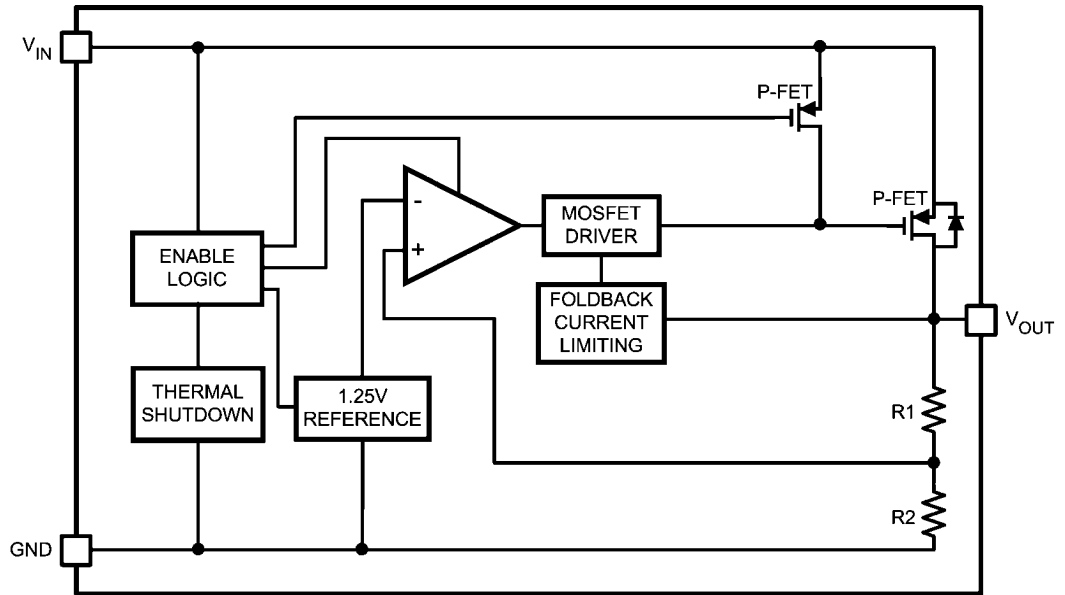 VIN
P-FET
P-FET
-
+
MOSFET
DRIVER
ENABLE
LOGIC
FOLDBACK
CURRENT
LIMITING
VOUT
THERMAL
SHUTDOWN
1.25V
REFERENCE
R1
R2
GND